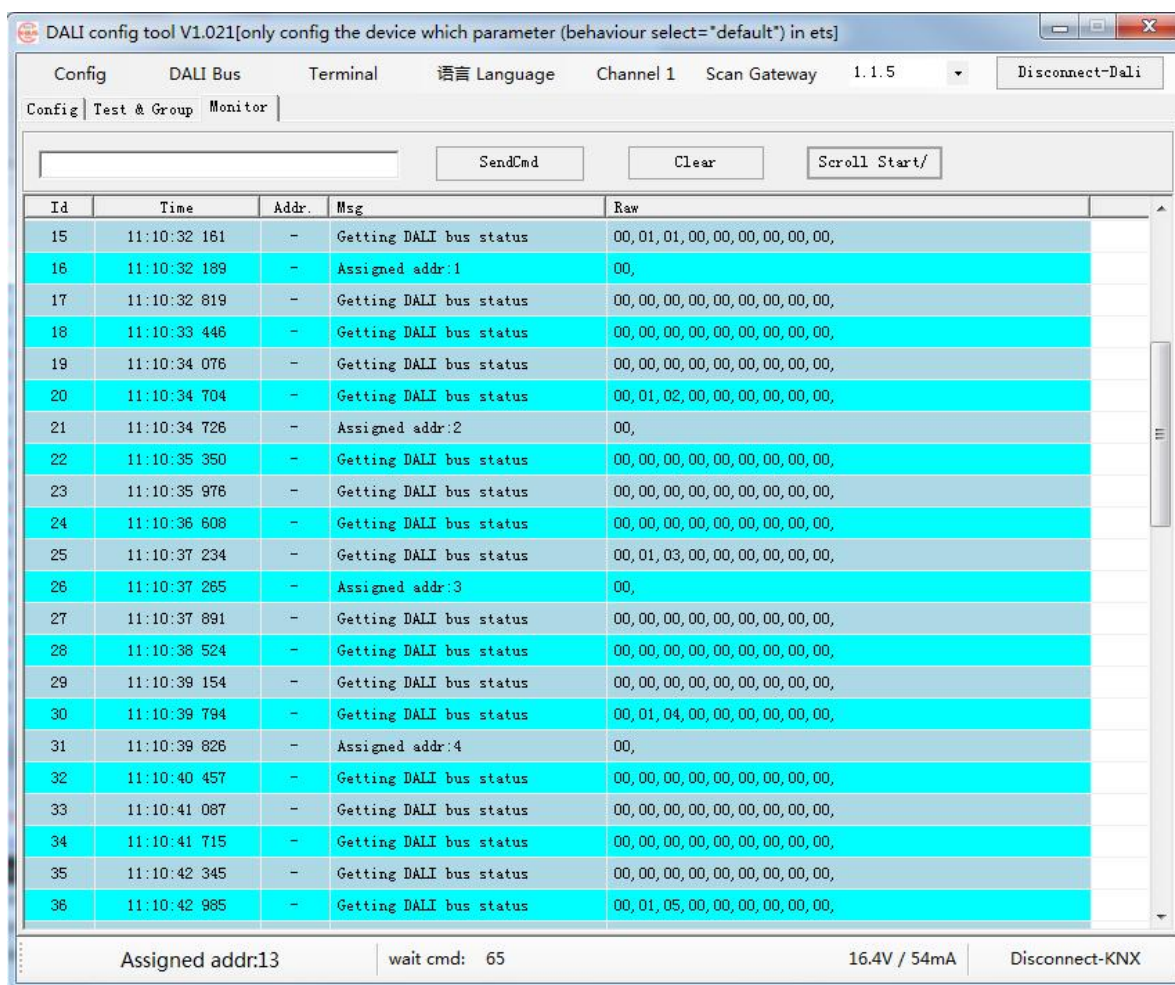 DALI config tool V1.021[only config the device which parameter (behaviour select="default") in ets]
Config DALI Bus Terminal 语言 Language Channel 1 Scan Gateway 1.1.5 Disconnect-Dali
Config Test & Group Monitor
SendCmd Clear Scroll Start/
Id Time Addr. Msg Raw
15 11:10:32 161 - Getting DALI bus status 00,01,01,00,00,00,00,00,00,
16 11:10:32 189 - Assigned addr:1 00,
17 11:10:32 819 - Getting DALI bus status 00,00,00,00,00,00,00,00,00,
18 11:10:33 446 - Getting DALI bus status 00,00,00,00,00,00,00,00,00,
19 11:10:34 076 - Getting DALI bus status 00,00,00,00,00,00,00,00,00,
20 11:10:34 704 - Getting DALI bus status 00,01,02,00,00,00,00,00,00,
21 11:10:34 726 - Assigned addr:2 00,
22 11:10:35 350 - Getting DALI bus status 00,00,00,00,00,00,00,00,00,
23 11:10:35 976 - Getting DALI bus status 00,00,00,00,00,00,00,00,00,
24 11:10:36 608 - Getting DALI bus status 00,00,00,00,00,00,00,00,00,
25 11:10:37 234 - Getting DALI bus status 00,01,03,00,00,00,00,00,00,
26 11:10:37 265 - Assigned addr:3 00,
27 11:10:37 891 - Getting DALI bus status 00,00,00,00,00,00,00,00,00,
28 11:10:38 524 - Getting DALI bus status 00,00,00,00,00,00,00,00,00,
29 11:10:39 154 - Getting DALI bus status 00,00,00,00,00,00,00,00,00,
30 11:10:39 794 - Getting DALI bus status 00,01,04,00,00,00,00,00,00,
31 11:10:39 826 - Assigned addr:4 00,
32 11:10:40 457 - Getting DALI bus status 00,00,00,00,00,00,00,00,00,
33 11:10:41 087 - Getting DALI bus status 00,00,00,00,00,00,00,00,00,
34 11:10:41 715 - Getting DALI bus status 00,00,00,00,00,00,00,00,00,
35 11:10:42 345 - Getting DALI bus status 00,00,00,00,00,00,00,00,00,
36 11:10:42 985 - Getting DALI bus status 00,01,05,00,00,00,00,00,00,
Assigned addr:13 wait cmd: 65 16.4V / 54mA Disconnect-KNX